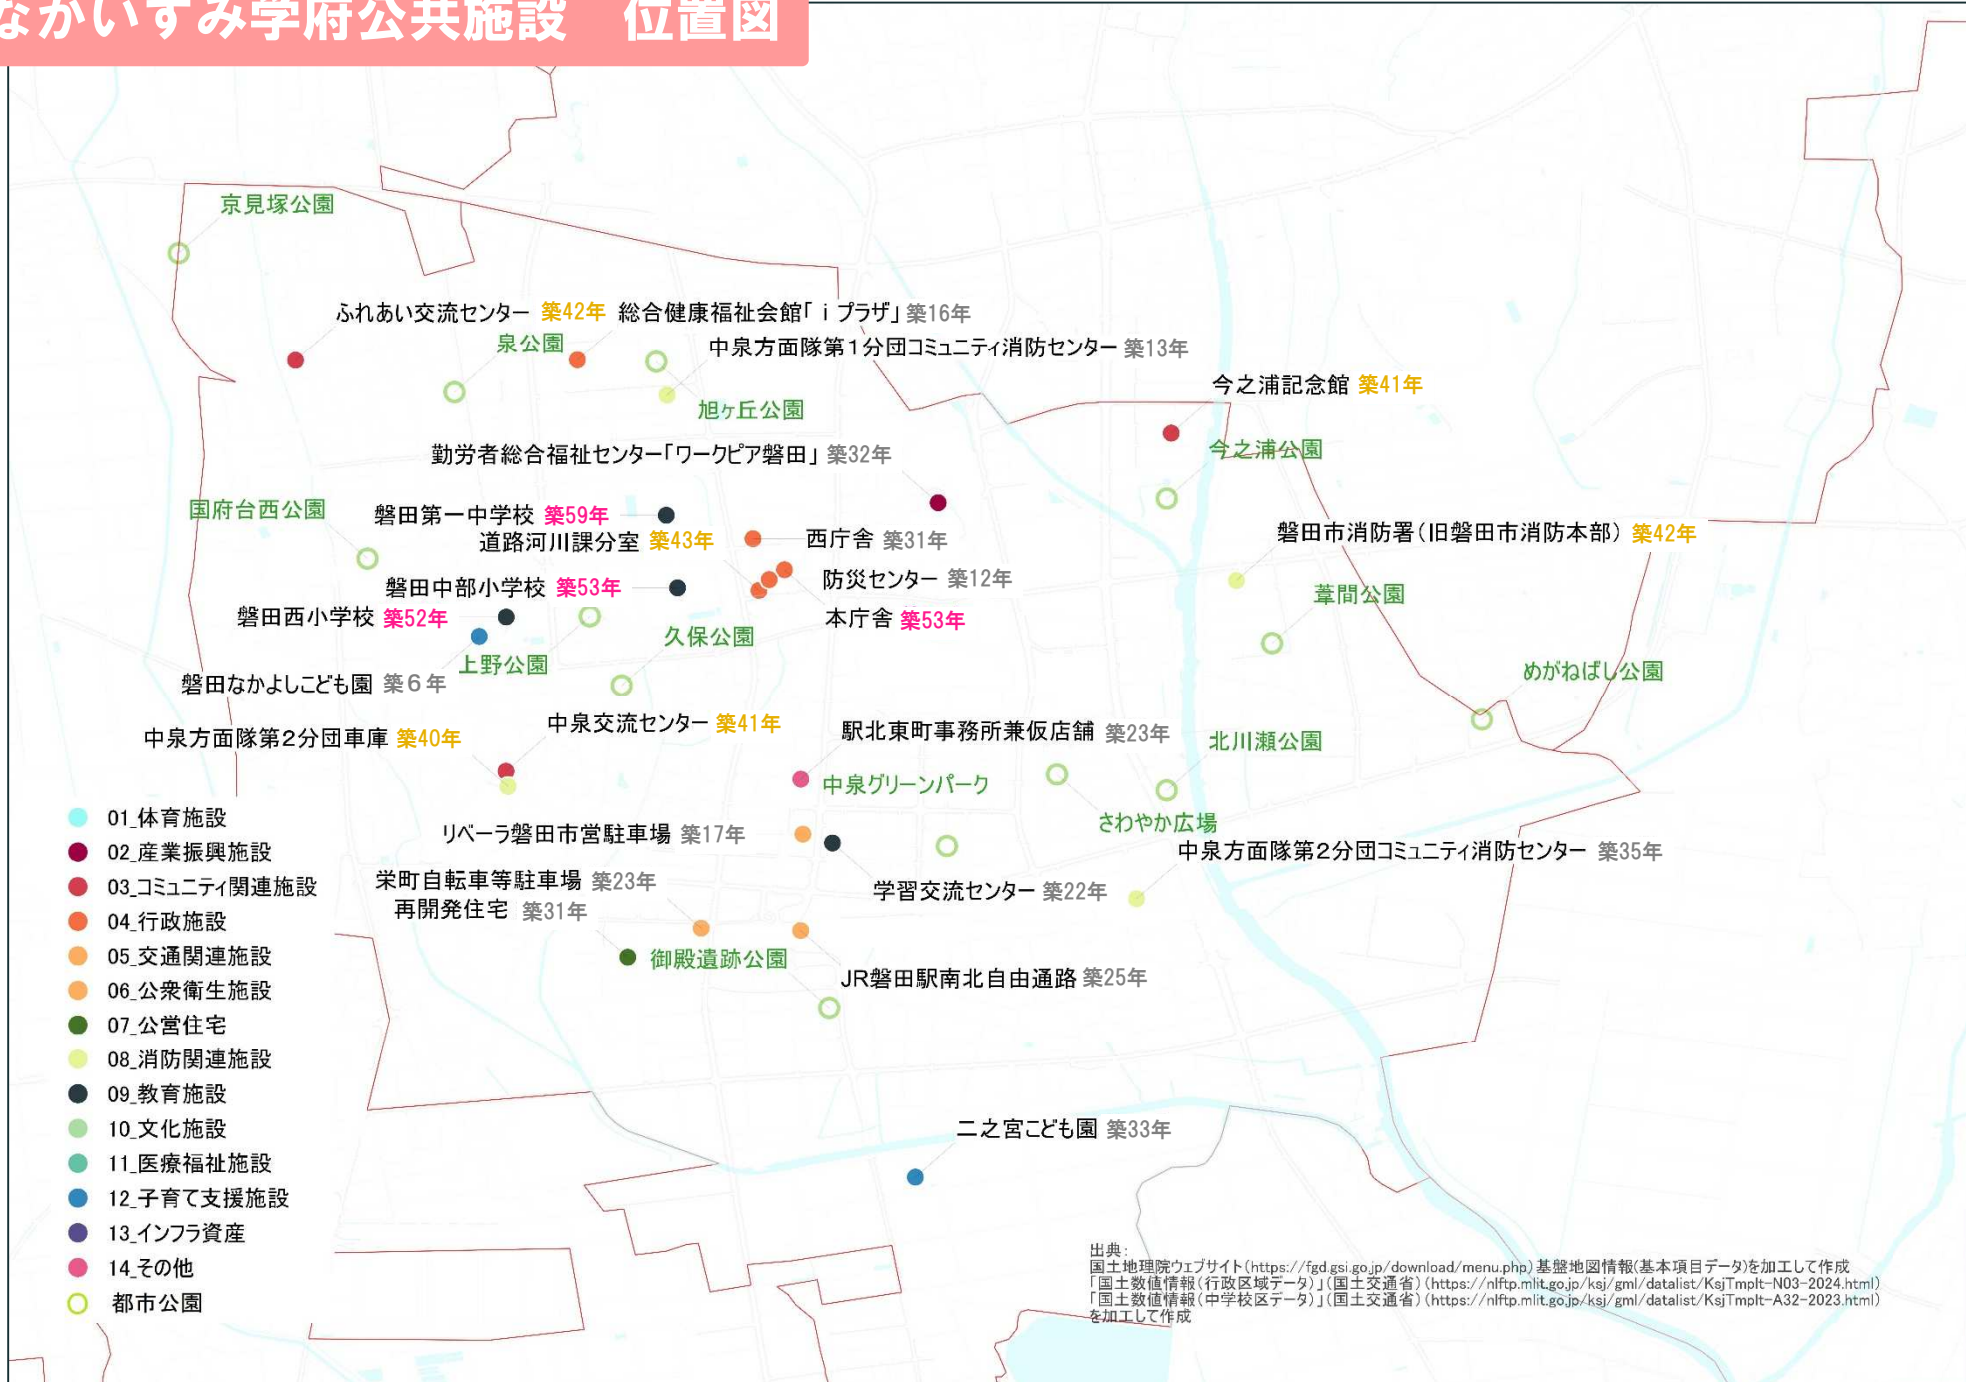 なかいずみ学府公共施設　位置図
京見塚公園
ふれあい交流センター 築42年
総合健康福祉会館「ｉプラザ」築16年
泉公園
中泉方面隊第１分団コミュニティ消防センター 築13年
今之浦記念館 築41年
旭ヶ丘公園
今之浦公園
勤労者総合福祉センター「ワークピア磐田」 築32年
国府台西公園
磐田第一中学校 築59年
道路河川課分室 築43年
西庁舎 築31年
磐田市消防署（旧磐田市消防本部） 築42年
防災センター 築12年
磐田中部小学校 築53年
葦間公園
磐田西小学校 築52年
本庁舎 築53年
久保公園
上野公園
めがねばし公園
磐田なかよしこども園 築６年
中泉交流センター 築41年
駅北東町事務所兼仮店舗 築23年
中泉方面隊第２分団車庫 築40年
北川瀬公園
中泉グリーンパーク
さわやか広場
リベーラ磐田市営駐車場 築17年
中泉方面隊第２分団コミュニティ消防センター 築35年
栄町自転車等駐車場 築23年
学習交流センター 築22年
再開発住宅 築31年
御殿遺跡公園
JR磐田駅南北自由通路 築25年
二之宮こども園 築33年
01_体育施設
02_産業振興施設
03_コミュニティ関連施設
04_行政施設
05_交通関連施設
06_公衆衛生施設
07_公営住宅
08_消防関連施設
09_教育施設
10_文化施設
11_医療福祉施設
12_子育て支援施設
13_インフラ資産
14_その他
都市公園
出典：
国土地理院ウェブサイト（https://fgd.gsi.go.jp/download/menu.php）基盤地図情報(基本項目データ)を加工して作成
「国土数値情報（行政区域データ）」（国土交通省）（https://nlftp.mlit.go.jp/ksj/gml/datalist/KsjTmplt-N03-2024.html）
「国土数値情報（中学校区データ）」（国土交通省）（https://nlftp.mlit.go.jp/ksj/gml/datalist/KsjTmplt-A32-2023.html）
を加工して作成